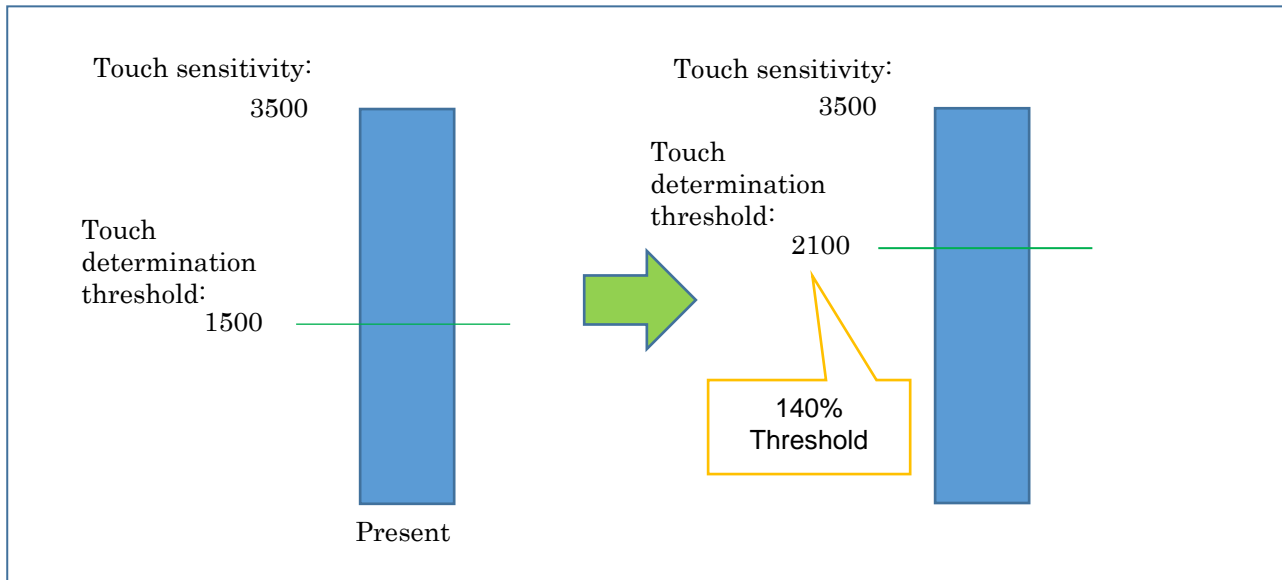 Touch sensitivity:
3500
Touch
determination
threshold:
1500
Present
Touch sensitivity:
3500
Touch
determination
threshold:
2100
140%
Threshold